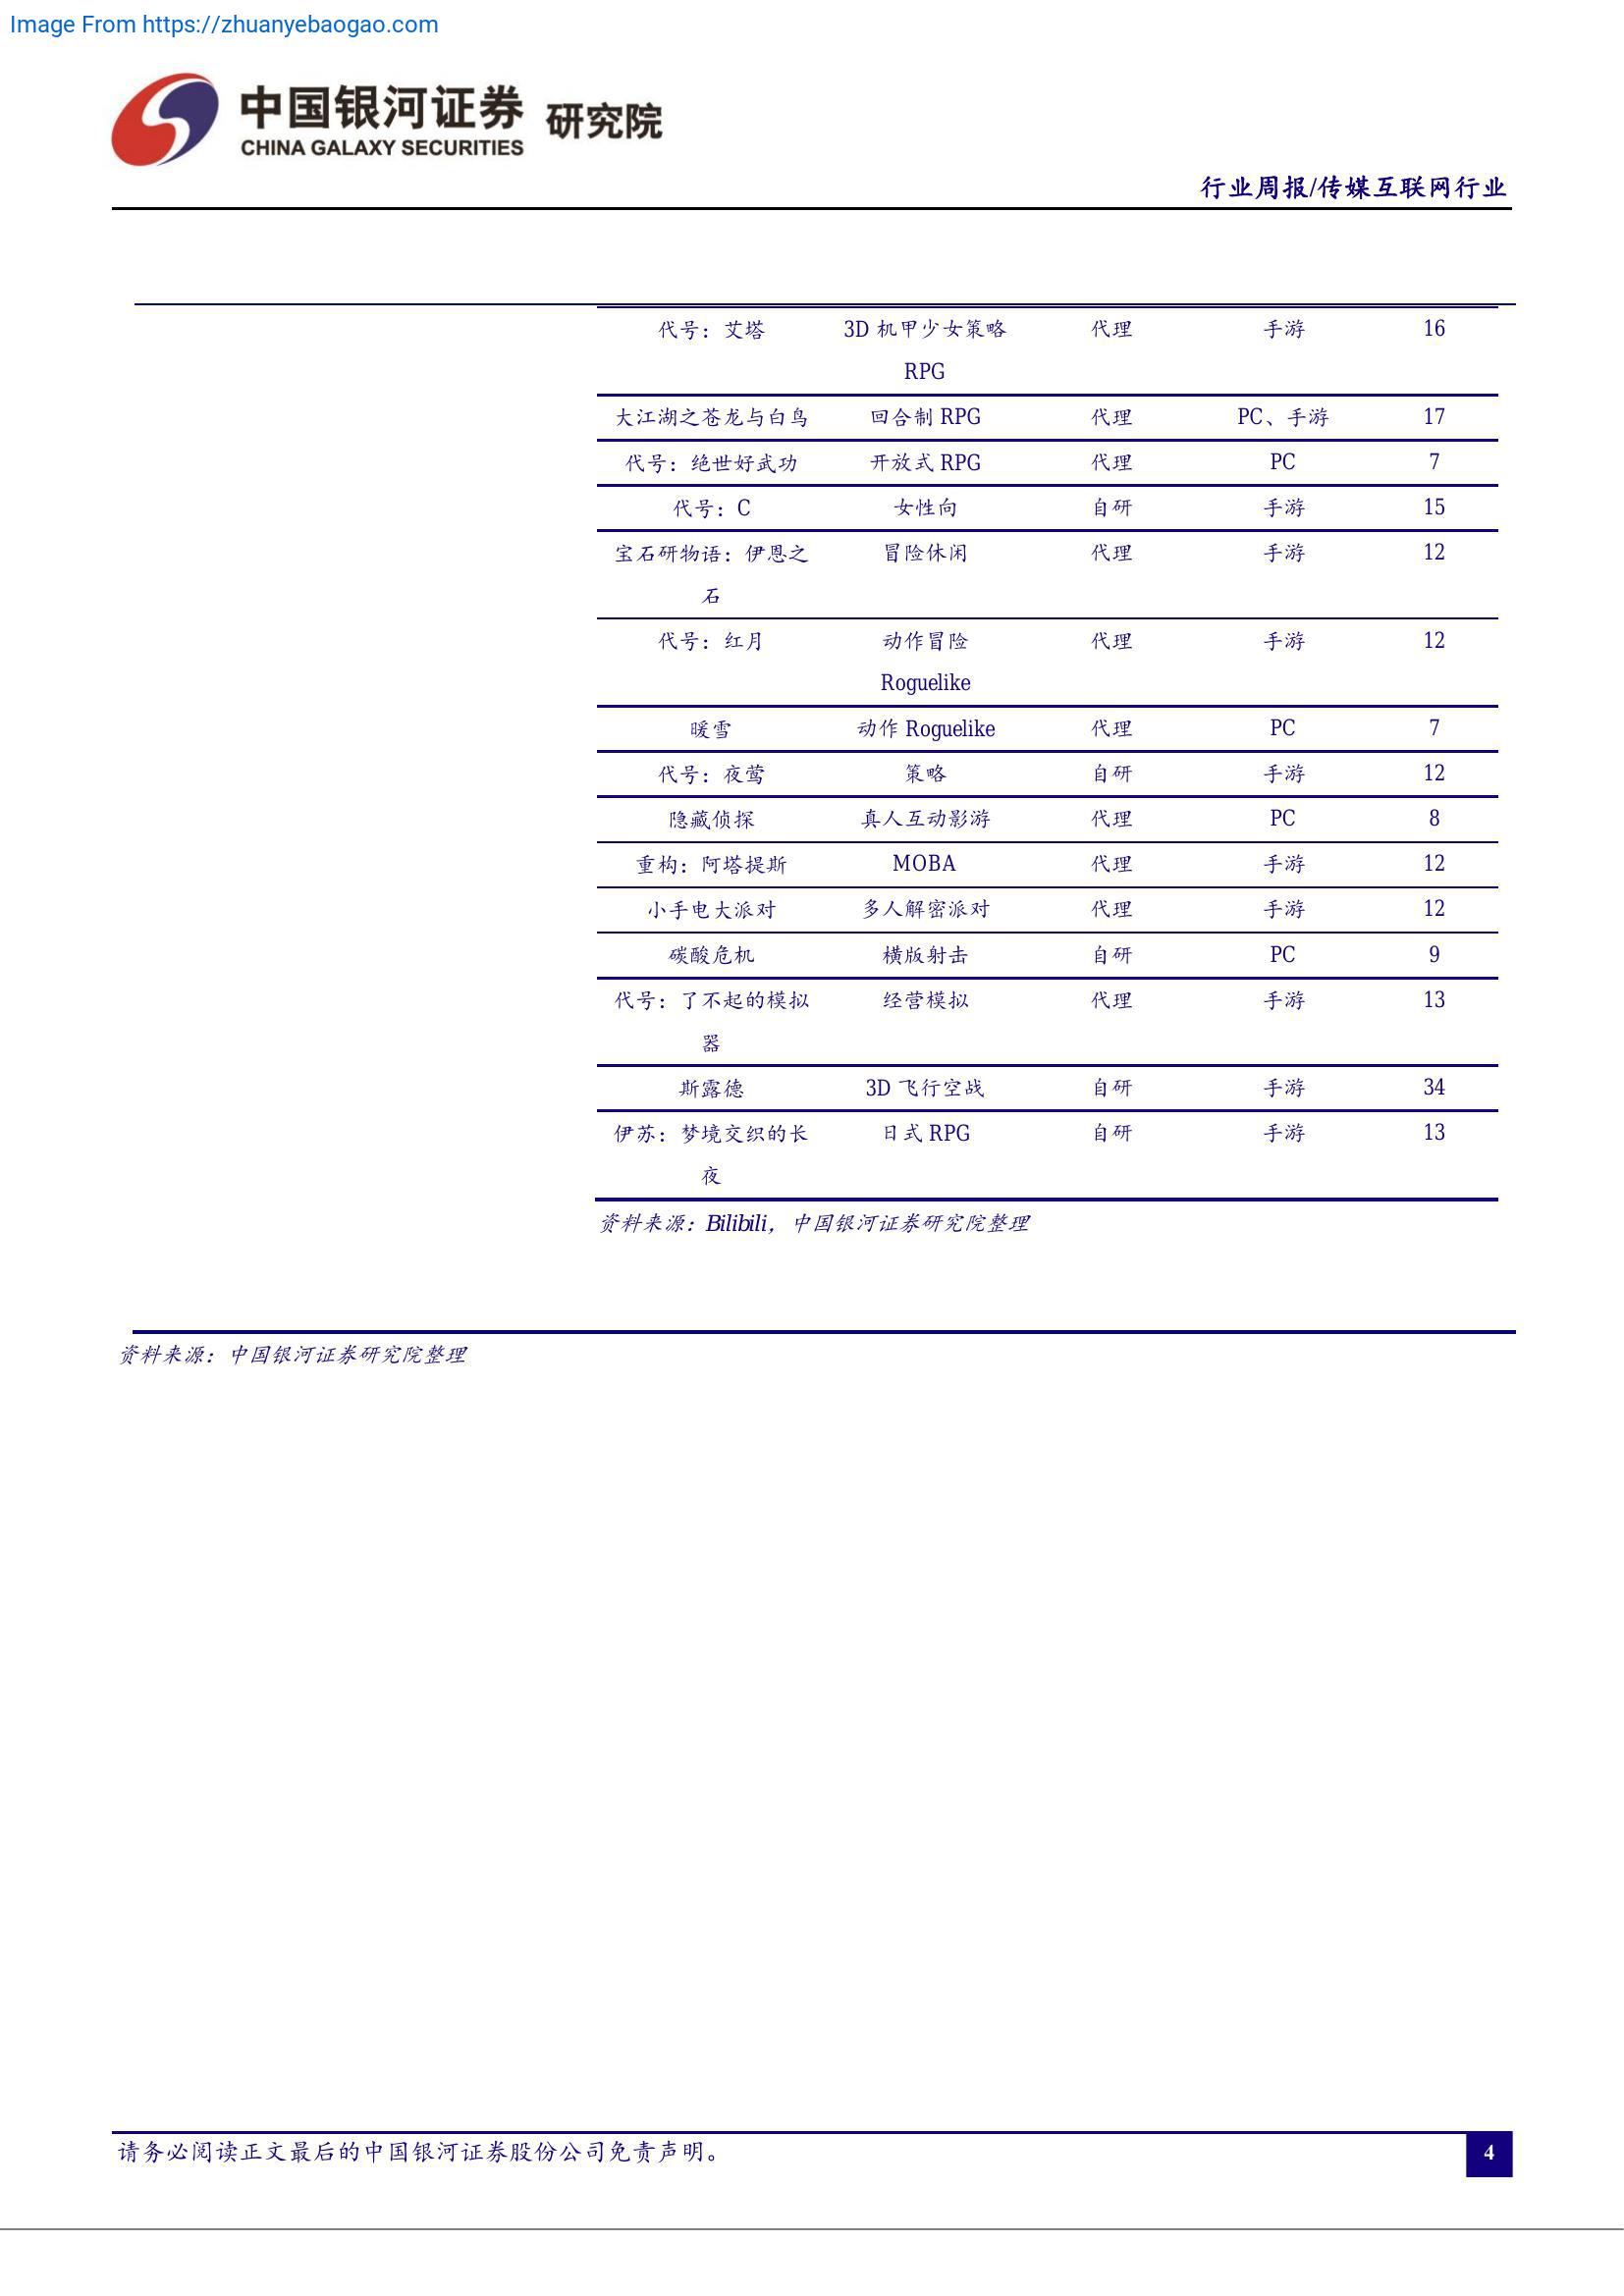 Image From https://zhuanyebaogao.com
中国银河证券 研究院
CHINA GALAXY SECURITIES
行业周报/传媒互联网行业
代号：艾塔 3D 机甲少女策略 代理 手游 16
RPG
大江湖之苍龙与白鸟 回合制 RPG 代理 PC、手游 17
代号：绝世好武功 开放式 RPG 代理 PC 7
代号：C 女性向 自研 手游 15
宝石研物语：伊恩之 冒险休闲 代理 手游 12
石
代号：红月 动作冒险 代理 手游 12
Roguelike
暖雪 动作 Roguelike 代理 PC 7
代号：夜莺 策略 自研 手游 12
隐藏侦探 真人互动影游 代理 PC 8
重构：阿塔提斯 MOBA 代理 手游 12
小手电大派对 多人解密派对 代理 手游 12
碳酸危机 横版射击 自研 PC 9
代号：了不起的模拟 经营模拟 代理 手游 13
器
斯露德 3D 飞行空战 自研 手游 34
伊苏：梦境交织的长 日式 RPG 自研 手游 13
夜
资料来源：Bilibili，中国银河证券研究院整理
资料来源：中国银河证券研究院整理
请务必阅读正文最后的中国银河证券股份公司免责声明。
4